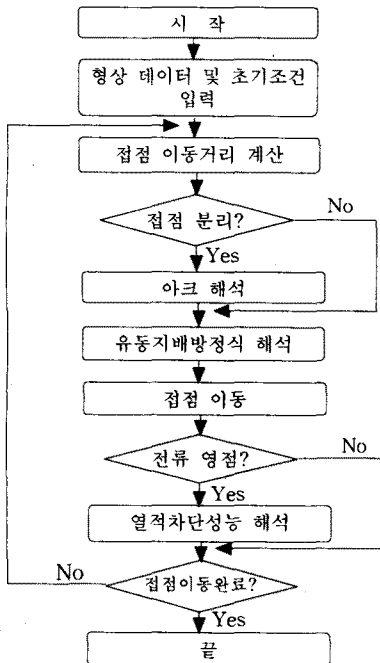 시 작
형상 데이터 및 초기조건
입력
접점 이동거리 계산
접점 분리?
No
Yes
아크 해석
유동지배방정식 해석
접점 이동
전류 영점?
No
Yes
열적차단성능 해석
No
접점이동완료?
Yes
끝